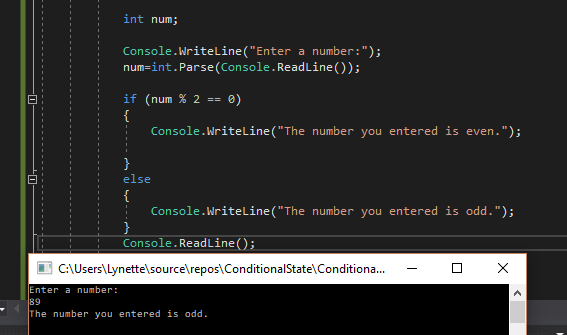 int num;
Console.WriteLine("Enter a number:");
num=int.Parse(Console.ReadLine());
if (num % 2 == 0)
{
Console.WriteLine("The number you entered is even.");
}
else
{
Console.WriteLine("The number you entered is odd.");
}
Console.ReadLine();
C:\Users\Lynette\source\repos\ConditionalState\Conditiona...
Enter a number:
89
The number you entered is odd.